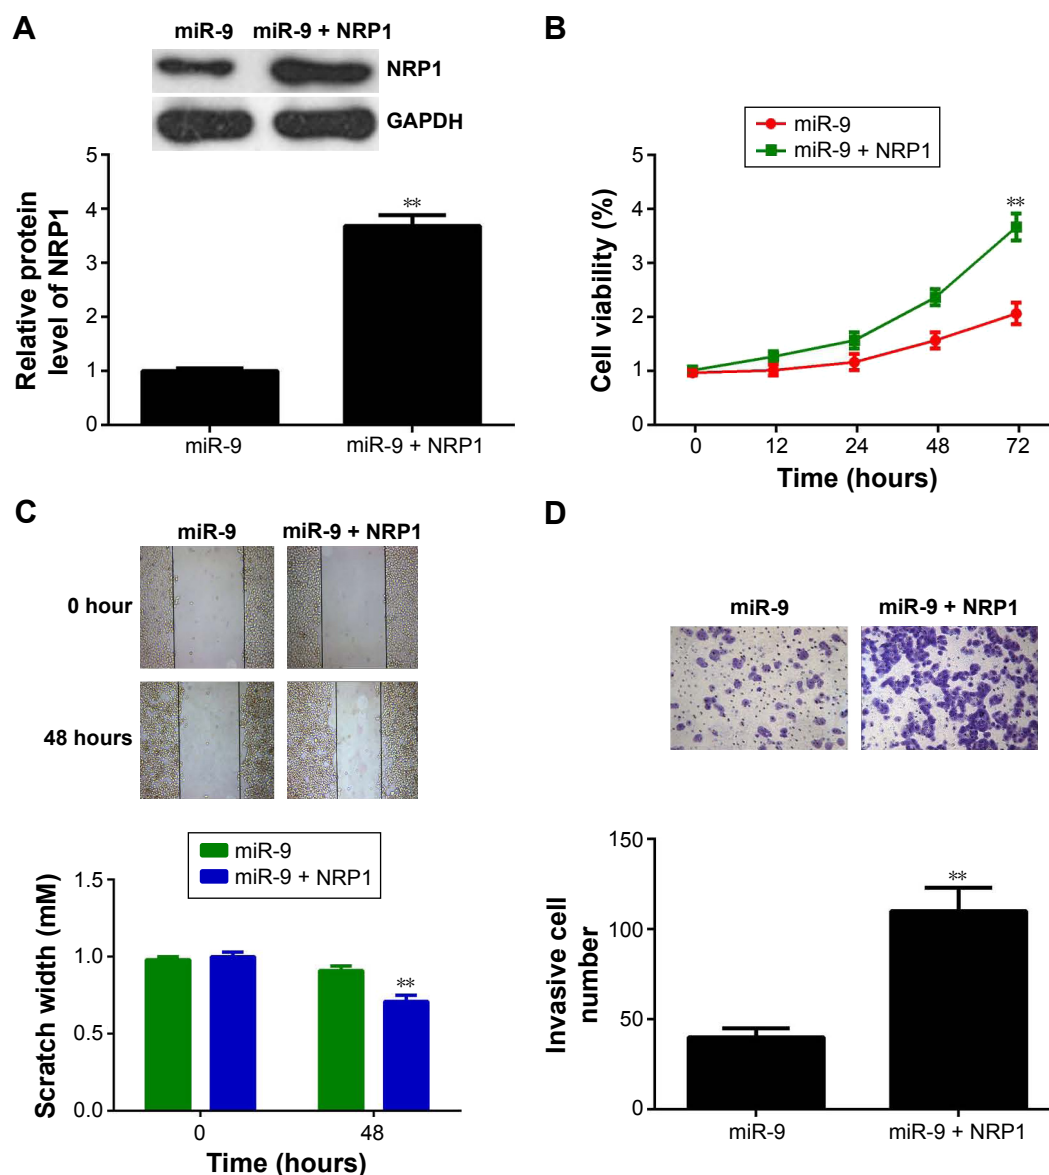 A
miR-9 miR-9 + NRP1
NRP1
GAPDH
Relative protein
level of NRP1
5
4
3
2
1
0
**
miR-9 miR-9 + NRP1
B
miR-9
miR-9 + NRP1
Cell viability (%)
5
4
3
2
1
0
**
0 12 24 48 72
Time (hours)
C
miR-9 miR-9 + NRP1
0 hour
48 hours
miR-9
miR-9 + NRP1
Scratch width (mM)
1.5
1.0
0.5
0.0
**
0 48
Time (hours)
D
miR-9 miR-9 + NRP1
Invasive cell
number
150
100
50
0
**
miR-9 miR-9 + NRP1